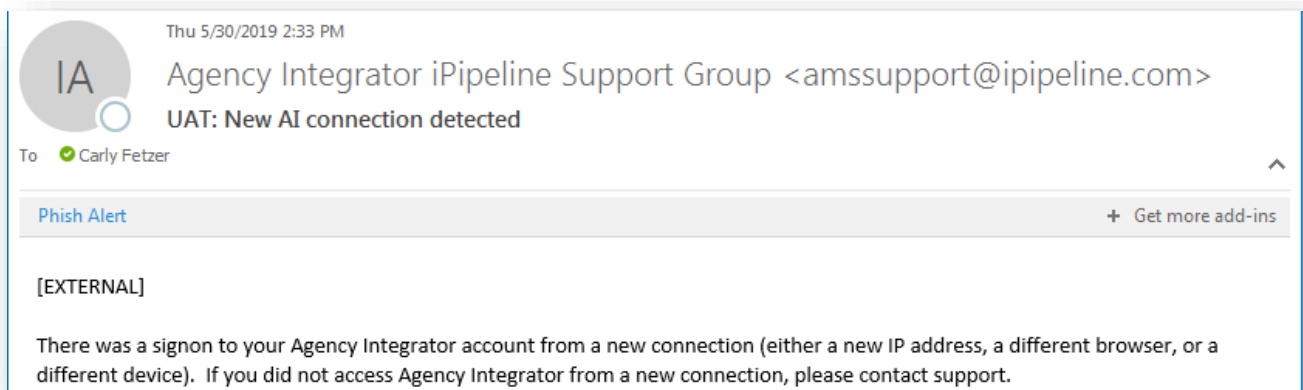 Thu 5/30/2019 2:33 PM
IA
Agency Integrator iPipeline Support Group <amssupport@ipipeline.com>
UAT: New AI connection detected
To Carly Fetzer
Phish Alert
+ Get more add-ins
[EXTERNAL]
There was a signon to your Agency Integrator account from a new connection (either a new IP address, a different browser, or a
different device).  If you did not access Agency Integrator from a new connection, please contact support.